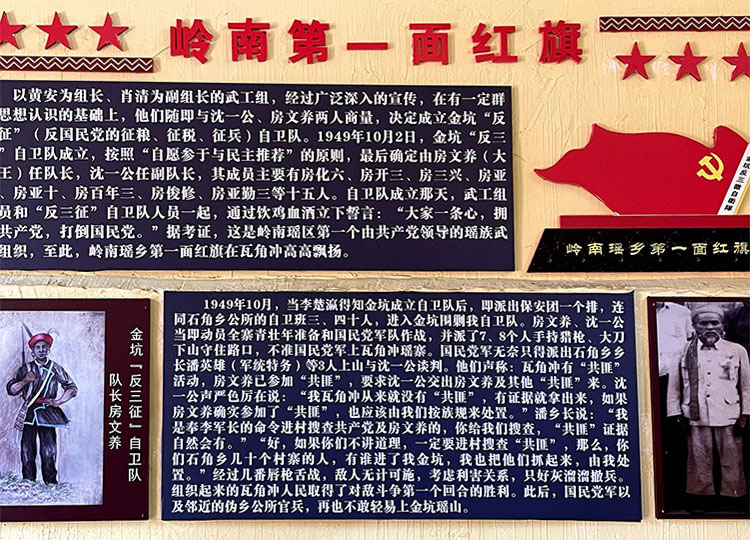 岭南第一面红旗
以黄安为组长、肖清为副组长的武工组，经过广泛深入的宣传，在有一定群
思想认识的基础上，他们随即与沈一公、房文养两人商量，决定成立金坑“反
征”（反国民党的征粮、征税、征兵）自卫队。1949年10月2日，金坑“反三
”自卫队成立，按照“自愿参于与民主推荐”的原则，最后确定由房文养（大
王）任队长，沈一公任副队长，其成员主要有房化六、房开三、房三兴、房亚
、房亚十、房百年三、房俊修、房亚勤三等十五人。自卫队成立那天，武工组
员和“反三征”自卫队人员一起，通过饮鸡血酒立下誓言：“大家一条心，拥
共产党，打倒国民党。”据考证，这是岭南瑶区第一个由共产党领导的瑶族武
组织，至此，岭南瑶乡第一面红旗在瓦角冲高高飘扬。
金坑反三征自衛隊
岭南瑶乡第一面红旗
金坑『反三征』自卫队
队长房文养
1949年10月，当李楚瀛得知金坑成立自卫队后，即派出保安团一个排，连
同石角乡公所的自卫班三、四十人，进入金坑围剿我自卫队。房文养、沈一公
当即动员全寨青壮年准备和国民党军队作战，并派了7、8个人手持猎枪、大刀
下山守住路口，不准国民党军上瓦角冲瑶寨。国民党军无奈只得派出石角乡乡
长潘英雄（军统特务）等3人上山与沈一公谈判。他们声称：瓦角冲有“共匪”
活动，房文养已参加“共匪”，要求沈一公交出房文养及其他“共匪”来。沈
一公声严色厉在说：“我瓦角冲从来就没有“共匪”，有证据就拿出来，如果
房文养确实参加了“共匪”，也应该由我们按族规来处置。”潘乡长说：“我
是奉李军长的命令进村搜查共产党及房文养的，你给我们搜查，“共匪”证据
自然会有。”“好，如果你们不讲道理，一定要进村搜查“共匪”，那么，你
们石角乡几十个村寨的人，有谁进了我金坑，我也把他们抓起来，由我处
置。”经过几番唇枪舌战，敌人无计可施，考虑利害关系，只好灰溜溜撤兵。
组织起来的瓦角冲人民取得了对敌斗争第一个回合的胜利。此后，国民党军以
及邻近的伪乡公所官兵，再也不敢轻易上金坑瑶山。